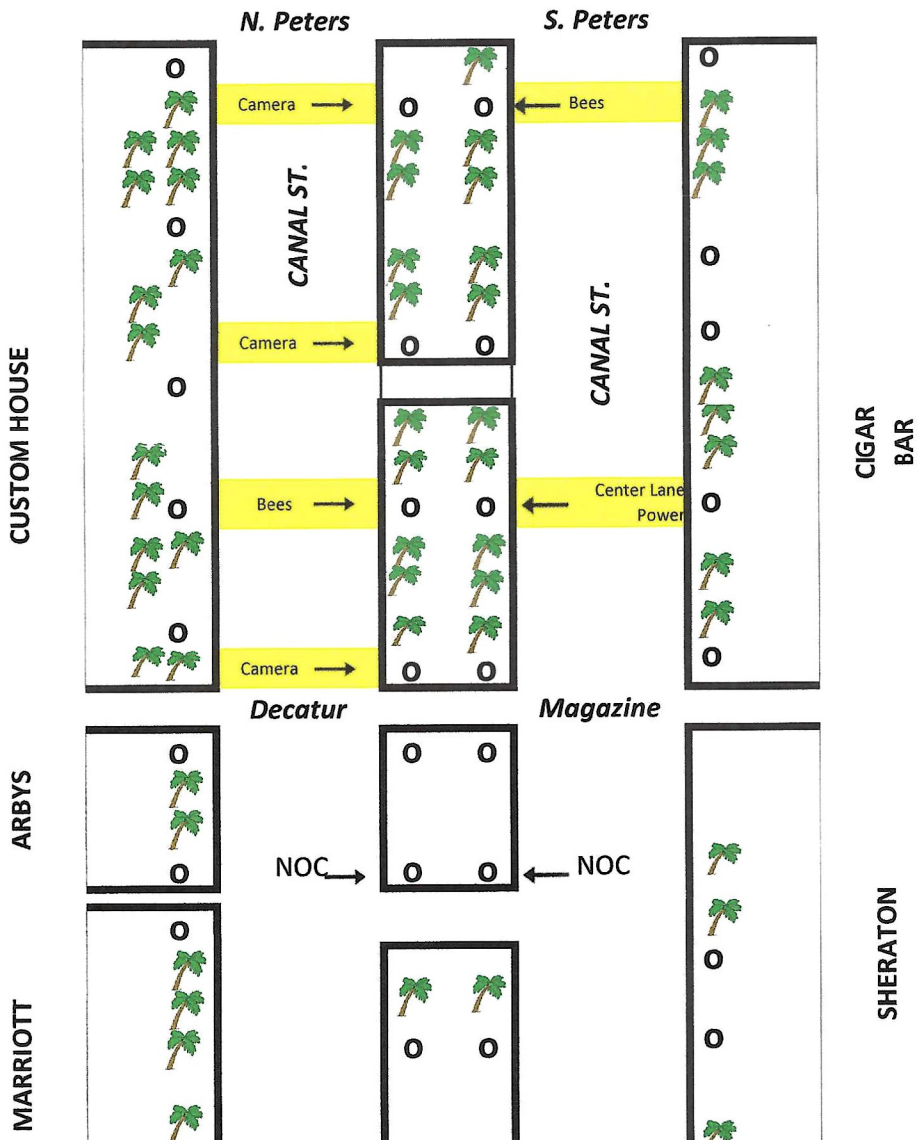 N. Peters
S. Peters
O
O
Camera
O
O
Bees
CANAL ST.
O
O
CANAL ST.
O
Camera
O
O
CUSTOM HOUSE
O
CIGAR
BAR
O
Bees
O
O
Center Lane
Power
O
O
O
Camera
O
O
Decatur
Magazine
O
O
O
ARBYS
O
NOC
O
O
NOC
O
SHERATON
O
O
O
O
MARRIOTT